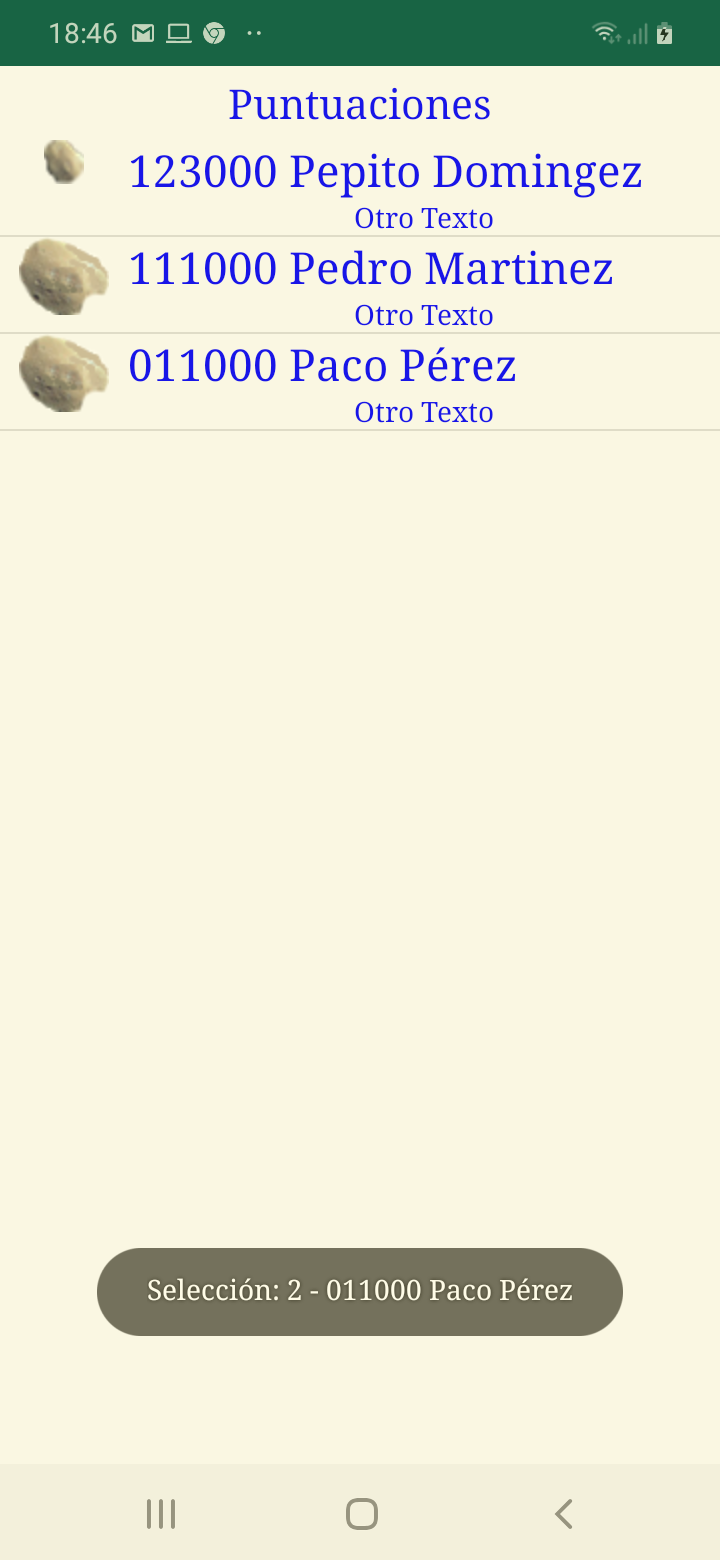 18:46
Puntuaciones
123000 Pepito Domingez
Otro Texto
111000 Pedro Martinez
Otro Texto
011000 Paco Pérez
Otro Texto
Selección: 2 - 011000 Paco Pérez